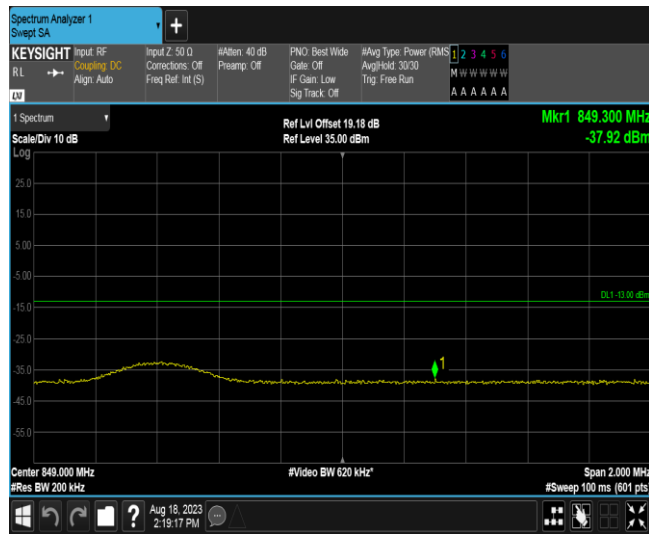 Spectrum Analyzer 1
Swept SA
+
KEYSIGHT
RL
LXI
Input: RF
Coupling: DC
Align: Auto
Input Z: 50 Ω
Corrections: Off
Freq Ref: Int (S)
#Atten: 40 dB
Preamp: Off
PNO: Best Wide
Gate: Off
IF Gain: Low
Sig Track: Off
#Avg Type: Power (RMS
Avg|Hold: 30/30
Trig: Free Run
1 2 3 4 5 6
M W W W W W
A A A A A A
1 Spectrum
Scale/Div 10 dB
Log
Ref Lvl Offset 19.18 dB
Ref Level 35.00 dBm
Mkr1 849.300 MHz
-37.92 dBm
25.0
15.0
5.00
-5.00
-15.0
-25.0
-35.0
-45.0
-55.0
DL1 -13.00 dBm
1
Center 849.000 MHz
#Res BW 200 kHz
#Video BW 620 kHz*
Span 2.000 MHz
#Sweep 100 ms (601 pts
?
Aug 18, 2023
2:19:17 PM